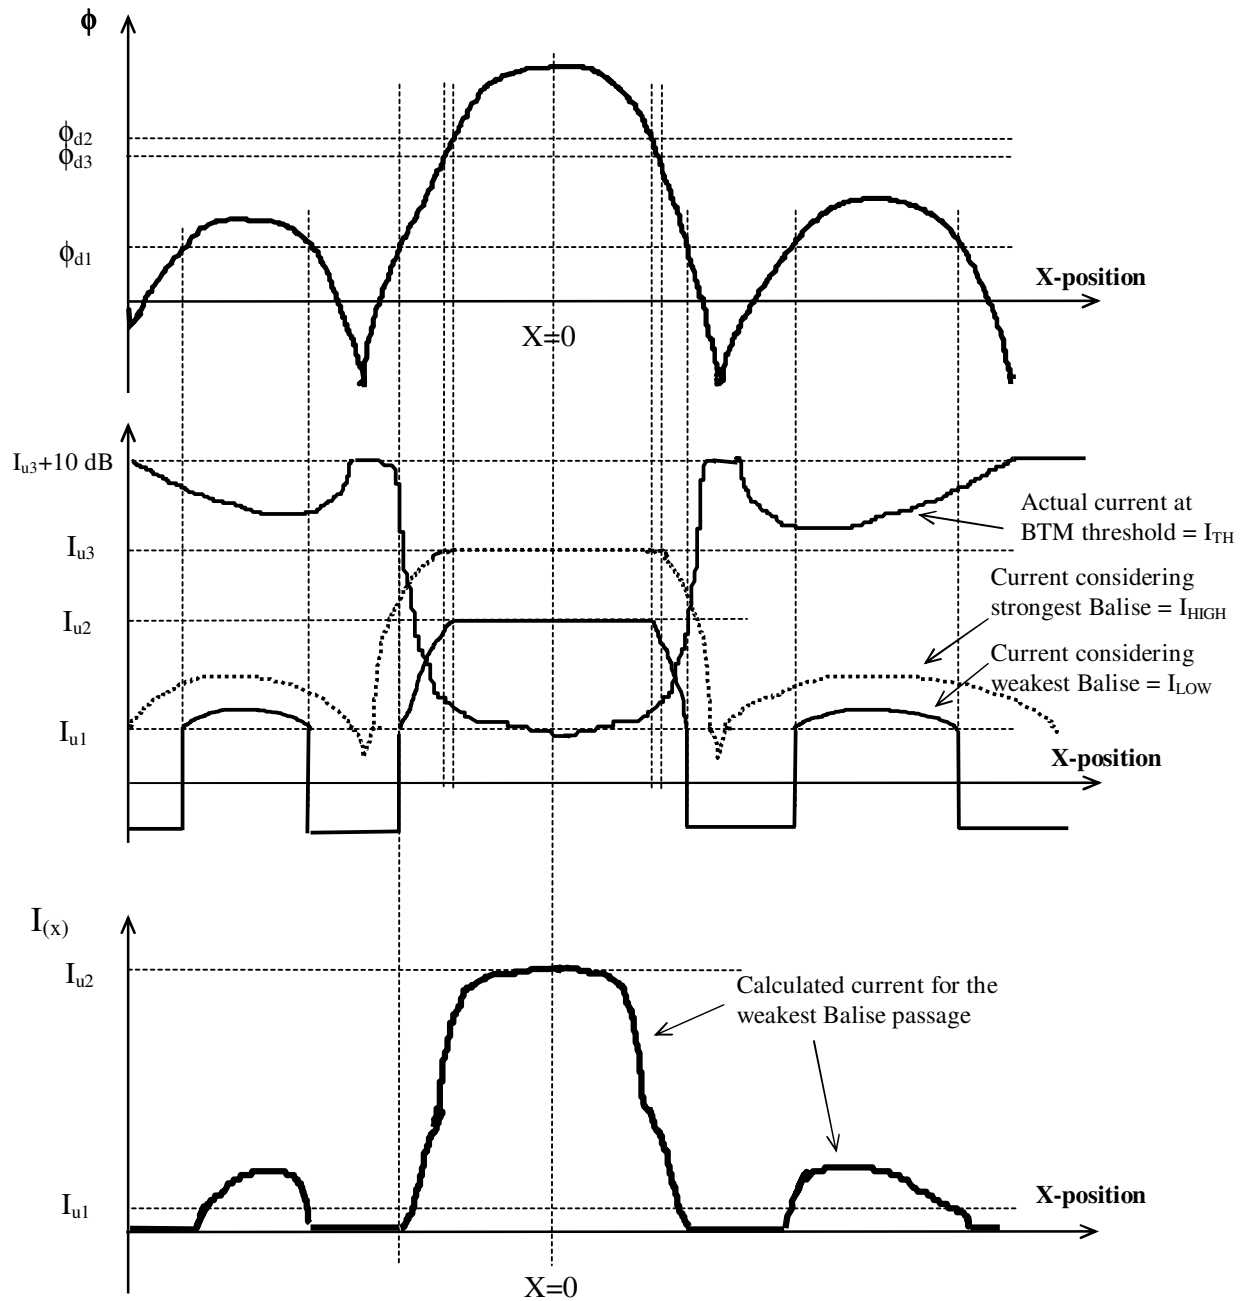 ϕ
ϕd2
ϕd3
ϕd1
X-position
X=0
Iu3+10 dB
Actual current at
BTM threshold = ITH
Iu3
Current considering
strongest Balise = IHIGH
Iu2
Current considering
weakest Balise = ILOW
Iu1
X-position
I(x)
Iu2
Calculated current for the
weakest Balise passage
Iu1
X-position
X=0